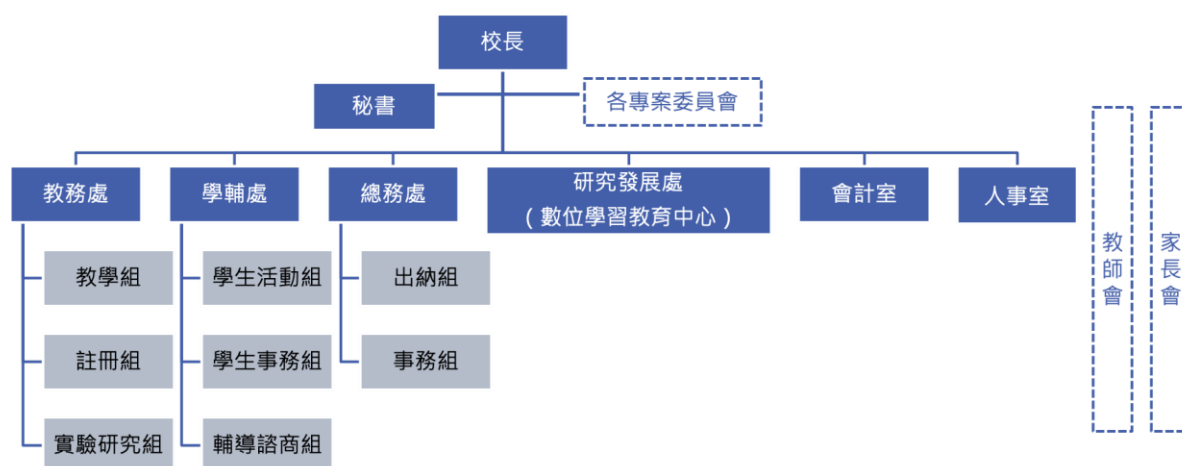 校長
秘書
各專案委員會
教務處
學輔處
總務處
研究發展處
(數位學習教育中心)
會計室
人事室
教學組
註冊組
實驗研究組
學生活動組
學生事務組
輔導諮商組
出納組
事務組
教師會
家長會